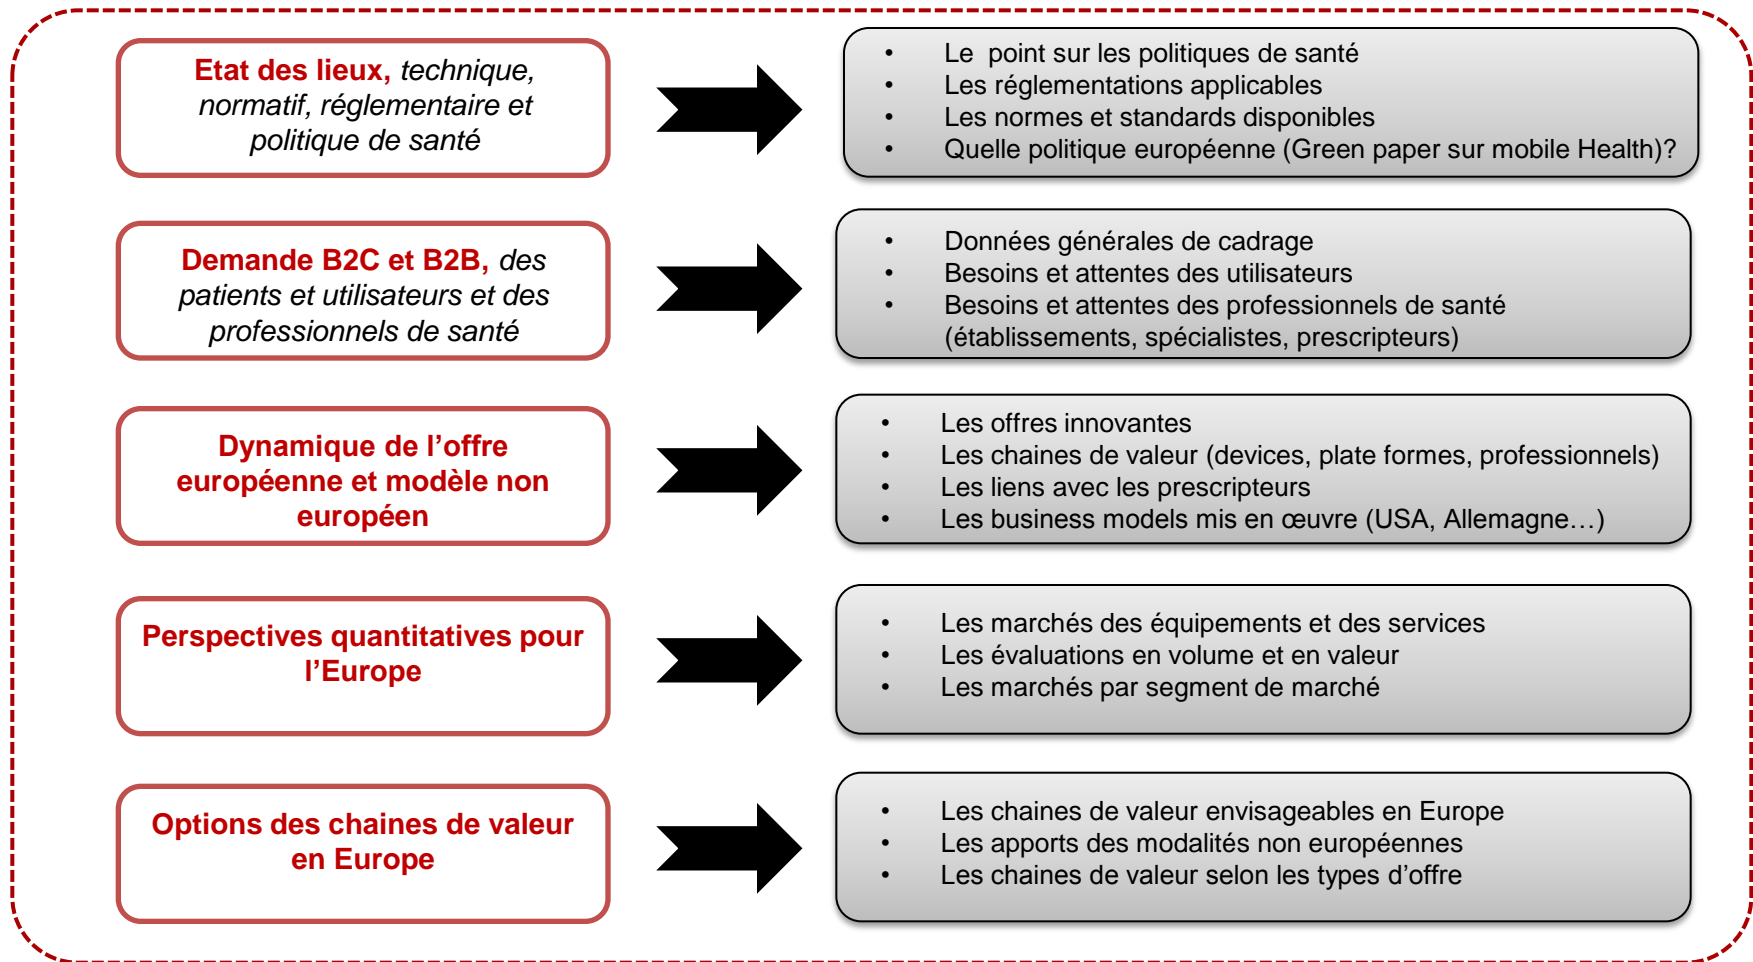 Etat des lieux, technique,
normatif, réglementaire et
politique de santé
• Le point sur les politiques de santé
• Les réglementations applicables
• Les normes et standards disponibles
• Quelle politique européenne (Green paper sur mobile Health)?
Demande B2C et B2B, des
patients et utilisateurs et des
professionnels de santé
• Données générales de cadrage
• Besoins et attentes des utilisateurs
• Besoins et attentes des professionnels de santé
(établissements, spécialistes, prescripteurs)
Dynamique de l’offre
européenne et modèle non
européen
• Les offres innovantes
• Les chaines de valeur (devices, plate formes, professionnels)
• Les liens avec les prescripteurs
• Les business models mis en œuvre (USA, Allemagne…)
Perspectives quantitatives pour
l’Europe
• Les marchés des équipements et des services
• Les évaluations en volume et en valeur
• Les marchés par segment de marché
Options des chaines de valeur
en Europe
• Les chaines de valeur envisageables en Europe
• Les apports des modalités non européennes
• Les chaines de valeur selon les types d’offre